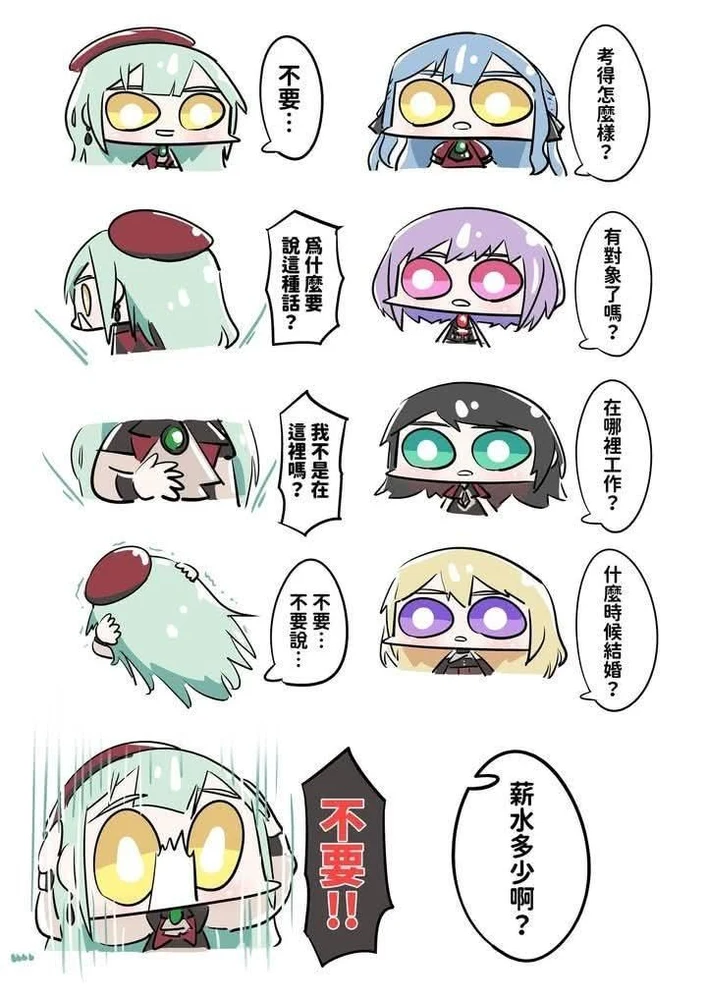 考得怎麼樣？
不要…
有對象了嗎？
為什麼要
說這種話？
在哪裡工作？
我不是在
這裡嗎？
什麼時候結婚？
不要…
不要說…
薪水多少啊？
不要!!